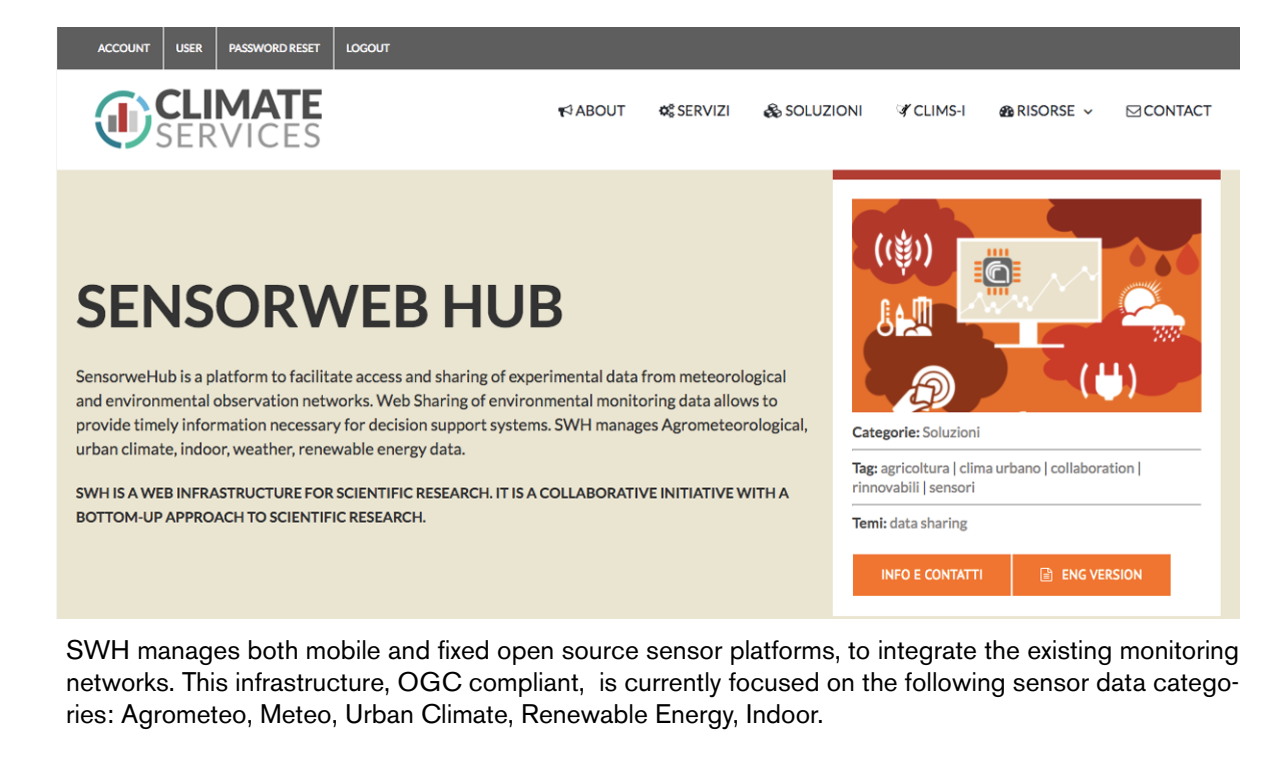 ACCOUNT USER PASSWORD RESET LOGOUT
CLIMATE
SERVICES
ABOUT SERVIZI SOLUZIONI CLIMS-I RISORSE CONTACT
SENSORWEB HUB
SensorweHub is a platform to facilitate access and sharing of experimental data from meteorological
and environmental observation networks. Web Sharing of environmental monitoring data allows to
provide timely information necessary for decision support systems. SWH manages Agrometeorological,
urban climate, indoor, weather, renewable energy data.
SWH IS A WEB INFRASTRUCTURE FOR SCIENTIFIC RESEARCH. IT IS A COLLABORATIVE INITIATIVE WITH A
BOTTOM-UP APPROACH TO SCIENTIFIC RESEARCH.
Categorie: Soluzioni
Tag: agricoltura | clima urbano | collaboration |
rinnovabili | sensori
Temi: data sharing
INFO E CONTATTI ENG VERSION
SWH manages both mobile and fixed open source sensor platforms, to integrate the existing monitoring
networks. This infrastructure, OGC compliant, is currently focused on the following sensor data catego-
ries: Agrometeo, Meteo, Urban Climate, Renewable Energy, Indoor.